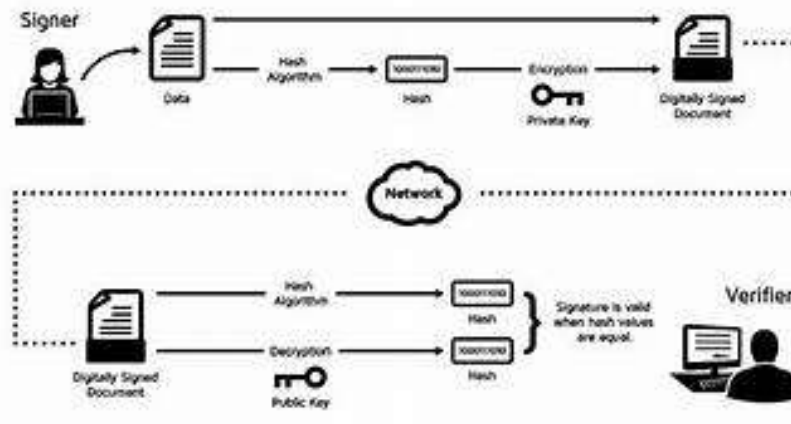 Signer
Data
Hash
Algorithm
Hash
Encryption
Private Key
Digitally Signed
Document
Network
Digitally Signed
Document
Hash
Algorithm
Decryption
Public Key
Hash
Hash
Signature is valid
when hash values
are equal.
Verifier